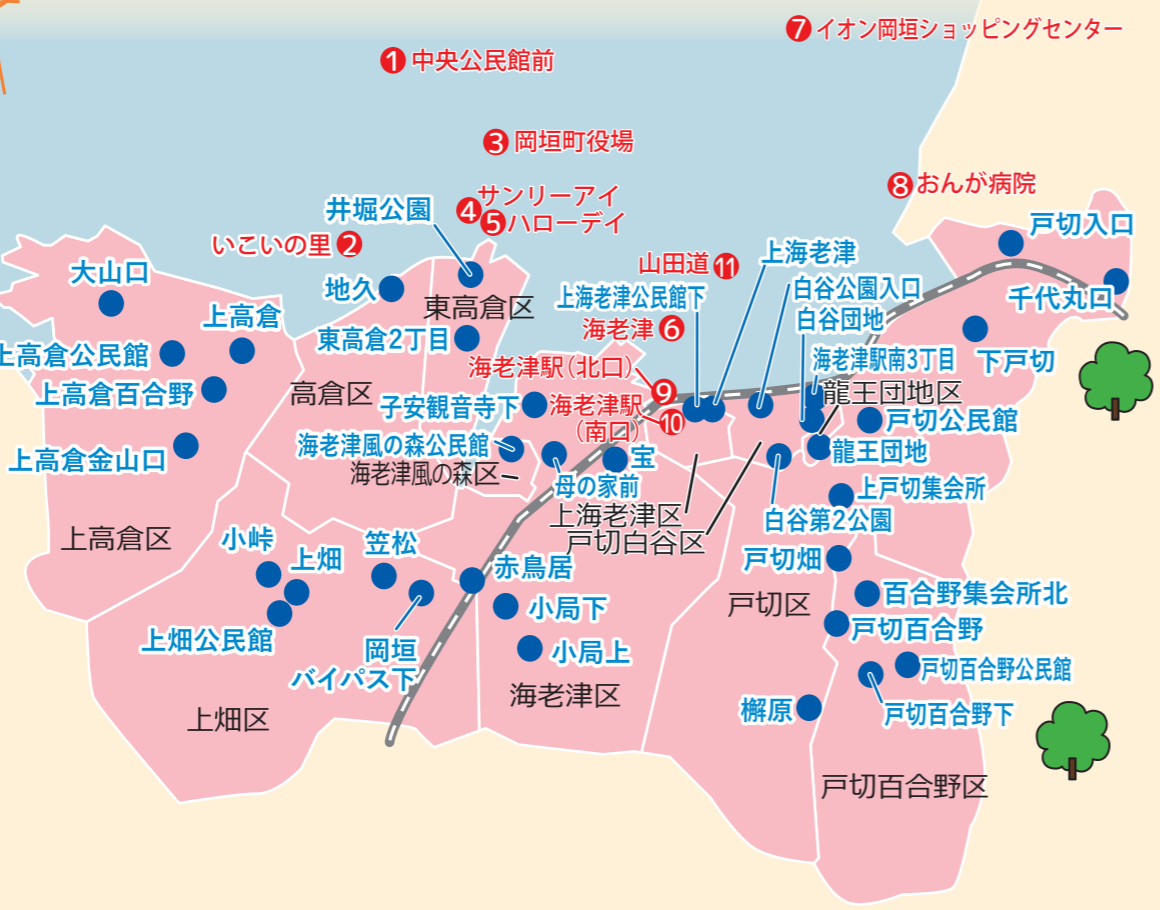 ❼イオン岡垣ショッピングセンター
❶中央公民館前
❸岡垣町役場
❽おんが病院
❹サンリーアイ
❺ハローデイ
井堀公園
いこいの里❷
戸切入口
大山口
地久
山田道⓫
上海老津
上海老津公民館下
白谷公園入口
千代丸口
上高倉
東高倉区
東高倉2丁目
海老津❻
白谷団地
下戸切
上高倉公民館
海老津駅(北口)
❾
海老津駅南3丁目
上高倉百合野
高倉区
子安観音寺下
海老津駅
(南口)
❿
龍王団地区
戸切公民館
上高倉金山口
海老津風の森公民館
海老津風の森区
宝
母の家前
龍王団地
上戸切集会所
上海老津区
戸切白谷区
白谷第2公園
上高倉区
小峠
上畑
笠松
赤鳥居
戸切畑
小局下
戸切区
百合野集会所北
上畑公民館
岡垣
バイパス下
小局上
戸切百合野
戸切百合野公民館
上畑区
海老津区
檞原
戸切百合野下
戸切百合野区